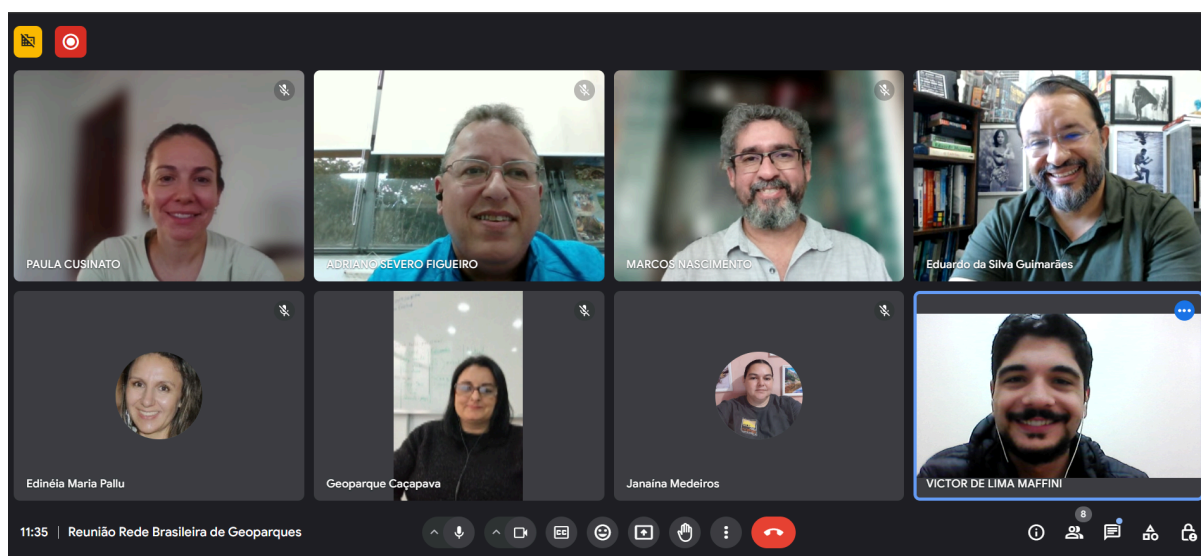 PAULA CUSINATO
ADRIANO SEVERO FIGUEIRO
MARCOS NASCIMENTO
Eduardo da Silva Guimarães
Edinéia Maria Pallu
Geoparque Caçapava
Janaína Medeiros
VICTOR DE LIMA MAFFINI
11:35 | Reunião Rede Brasileira de Geoparques
CC
8